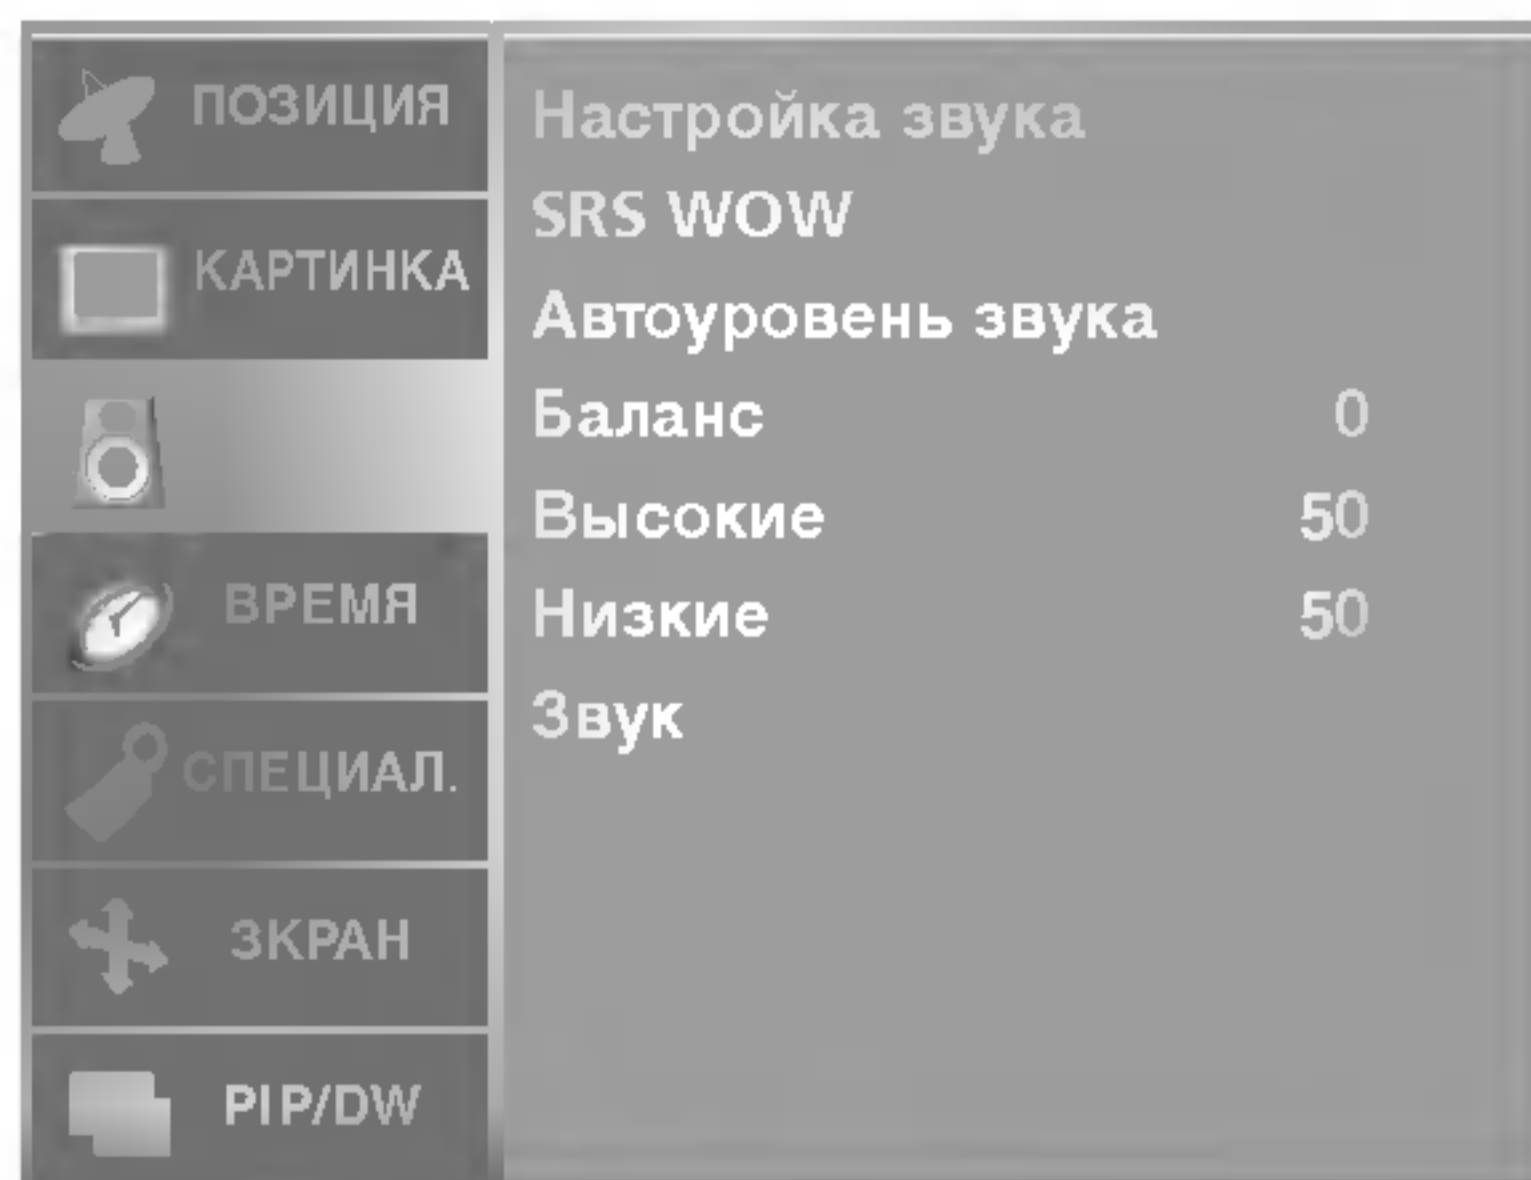 ПОЗИЦИЯ
КАРТИНКА
ВРЕМЯ
СПЕЦИАЛ.
ЗКРАН
PIP/DW
Настройка звука
SRS WOW
Автоуровень звука
Баланс 0
Высокие 50
Низкие 50
Звук